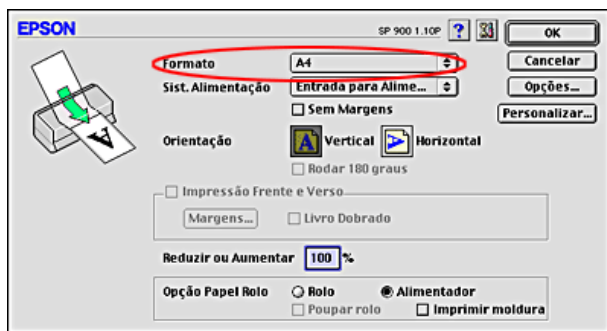 EPSON SP 900 1.10P ? OK
Formato A4 Cancelar
Sist. Alimentação Entrada para Alime... Opções...
Sem Margens Personalizar...
A
Orientação A Vertical A Horizontal
Rodar 180 graus
Impressão Frente e Verso
Margens... Livro Dobrado
Reduzir ou Aumentar 100 %
Opção Papel Rolo Rolo Alimentador
Poupar rolo Imprimir moldura